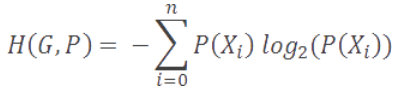 H(G, P) = − ∑_{i=0}^{n} P(X_i) log_2(P(X_i))